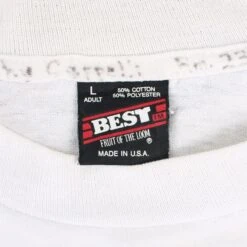 L
ADULT
50% COTTON
50% POLYESTER
BEST
FRUIT OF THE LOOM ®
MADE IN U.S.A.